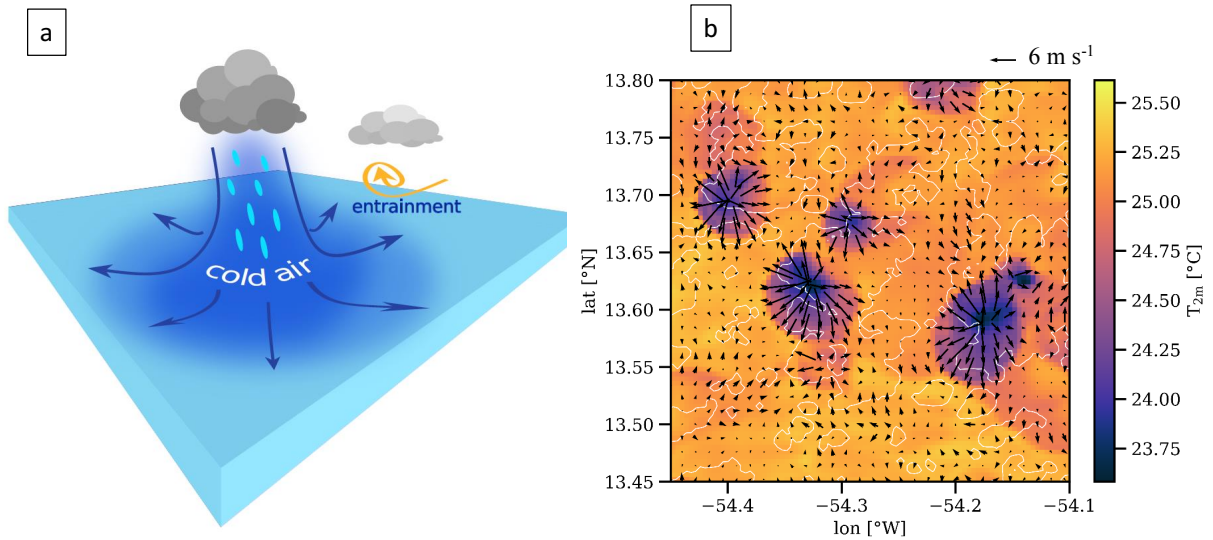 a
cold air
entrainment
b
6 m s⁻¹
13.80
13.75
13.70
13.65
13.60
13.55
13.50
13.45
lat [°N]
−54.4
−54.3
−54.2
−54.1
lon [°W]
25.50
25.25
25.00
24.75
24.50
24.25
24.00
23.75
T₂ₘ [°C]